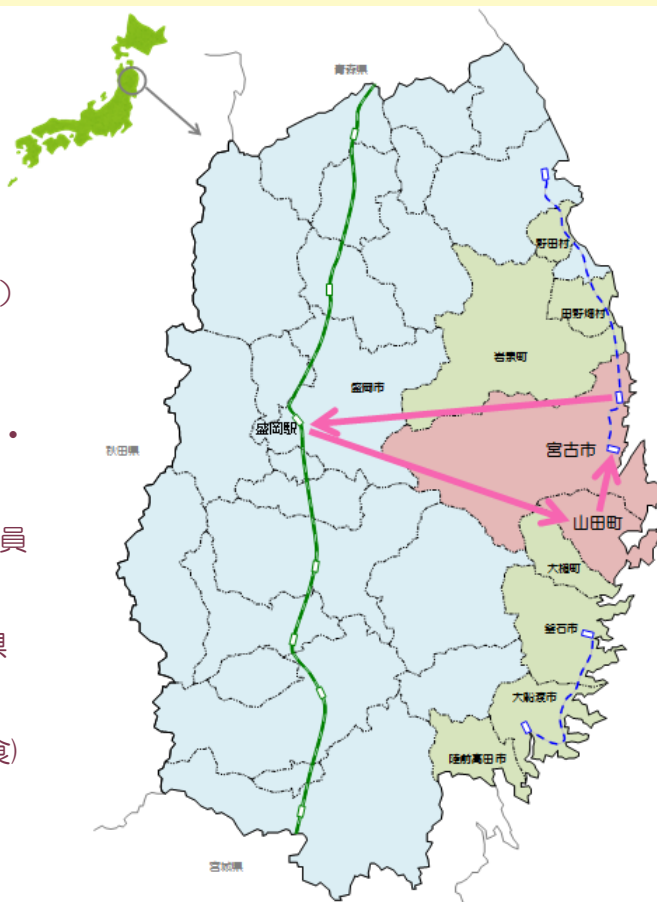 青森県
野田村
田野畑村
)
岩泉町
盛岡市
盛岡駅
・
秋田県
宮古市
山田町
員
大槌町
釜石市
県
大船渡市
陸前高田市
食)
宮城県